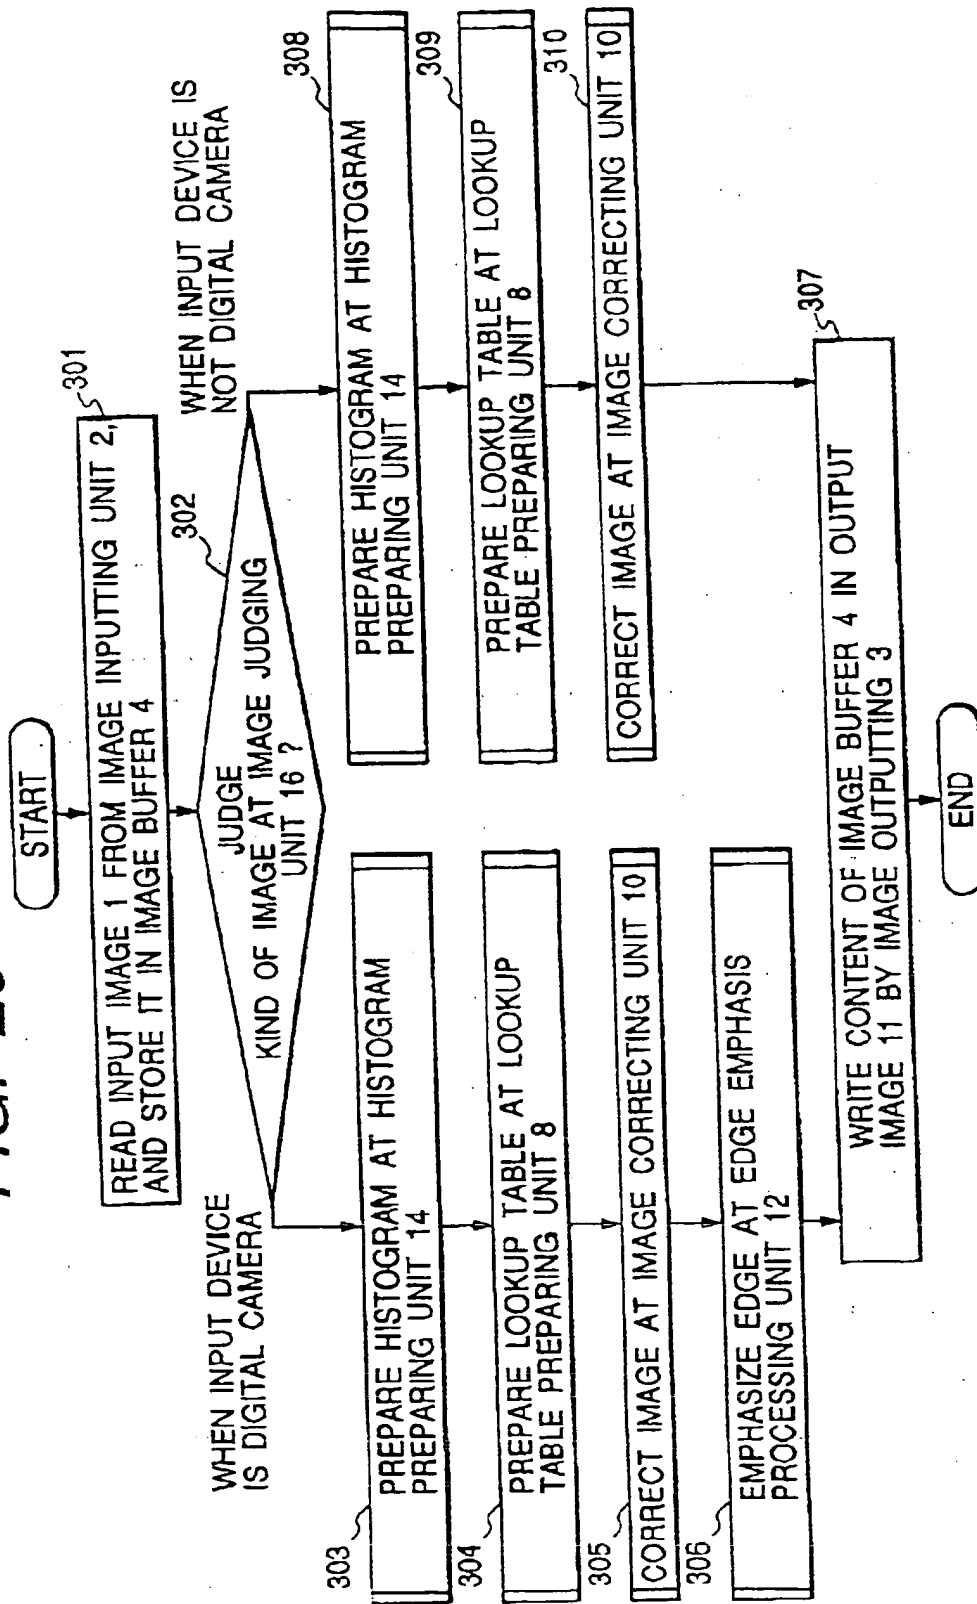 START
READ INPUT IMAGE 1 FROM IMAGE INPUTTING UNIT 2,
AND STORE IT IN IMAGE BUFFER 4
301
JUDGE
KIND OF IMAGE AT IMAGE JUDGING
UNIT 16 ?
302
WHEN INPUT DEVICE
IS DIGITAL CAMERA
303
PREPARE HISTOGRAM AT HISTOGRAM
PREPARING UNIT 14
304
PREPARE LOOKUP TABLE AT LOOKUP
TABLE PREPARING UNIT 8
305
CORRECT IMAGE AT IMAGE CORRECTING UNIT 10
306
EMPHASIZE EDGE AT EDGE EMPHASIS
PROCESSING UNIT 12
WHEN INPUT DEVICE IS
NOT DIGITAL CAMERA
308
PREPARE HISTOGRAM AT HISTOGRAM
PREPARING UNIT 14
309
PREPARE LOOKUP TABLE AT LOOKUP
TABLE PREPARING UNIT 8
310
CORRECT IMAGE AT IMAGE CORRECTING UNIT 10
307
WRITE CONTENT OF IMAGE BUFFER 4 IN OUTPUT
IMAGE 11 BY IMAGE OUTPUTTING 3
END